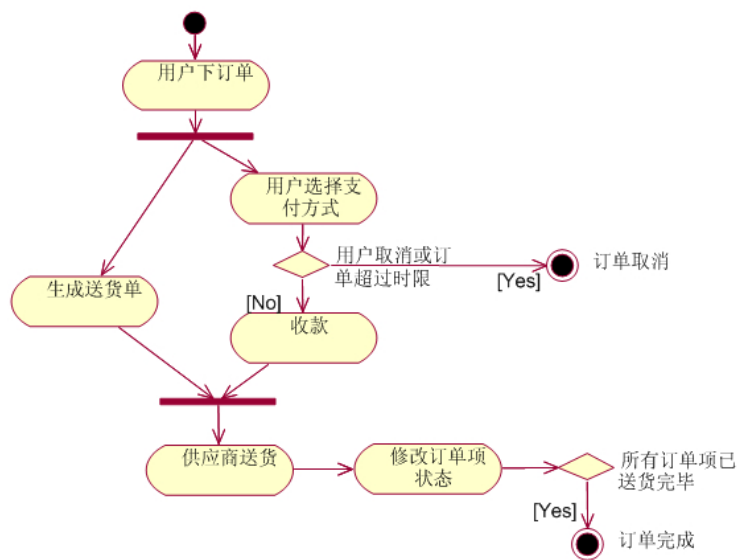 用户下订单
用户选择支
付方式
用户取消或订
单超过时限
[Yes]
订单取消
生成送货单
[No]
收款
供应商送货
修改订单项
状态
所有订单项已
送货完毕
[Yes]
订单完成